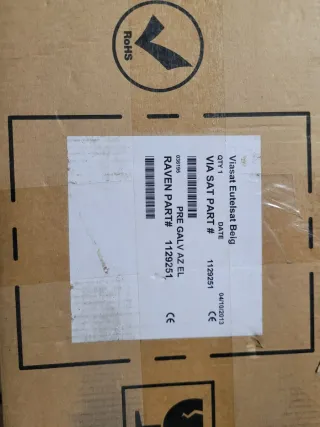 RoHS
Viasat Eutelsat Beig
QTY 1 DATE 04/10/2013
VIA SAT PART # 1129251
CE
PRE GALV AZ EL
RAVEN PART# 1129251
CE